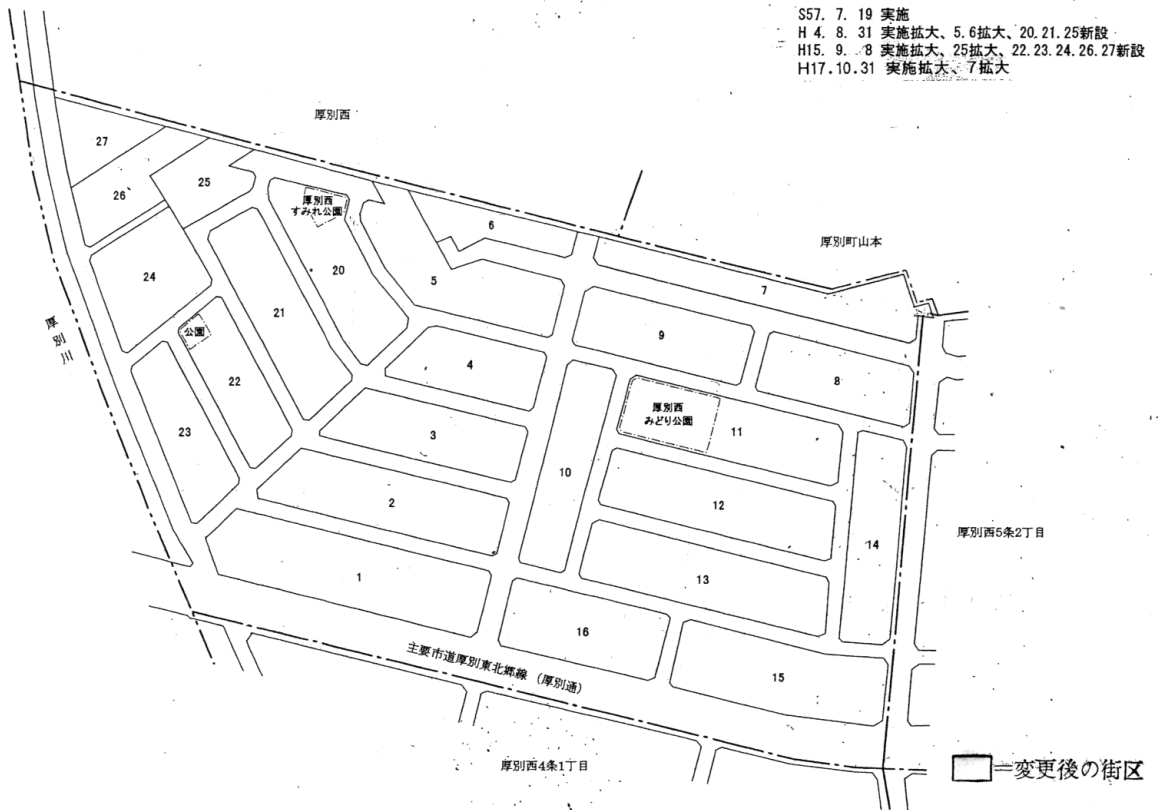 S57. 7. 19 実施
H 4. 8. 31 実施拡大、5.6拡大、20.21.25新設
H15. 9. 8 実施拡大、25拡大、22.23.24.26.27新設
H17.10.31 実施拡大、7拡大
厚別西
27
26
25
厚別西
すみれ公園
6
厚別町山本
24
20
5
7
21
公園
9
厚別川
22
4
8
厚別西
みどり公園
23
3
11
10
2
12
14
厚別西5条2丁目
1
13
16
主要市道厚別東北郷線 (厚別通)
15
厚別西4条1丁目
=変更後の街区